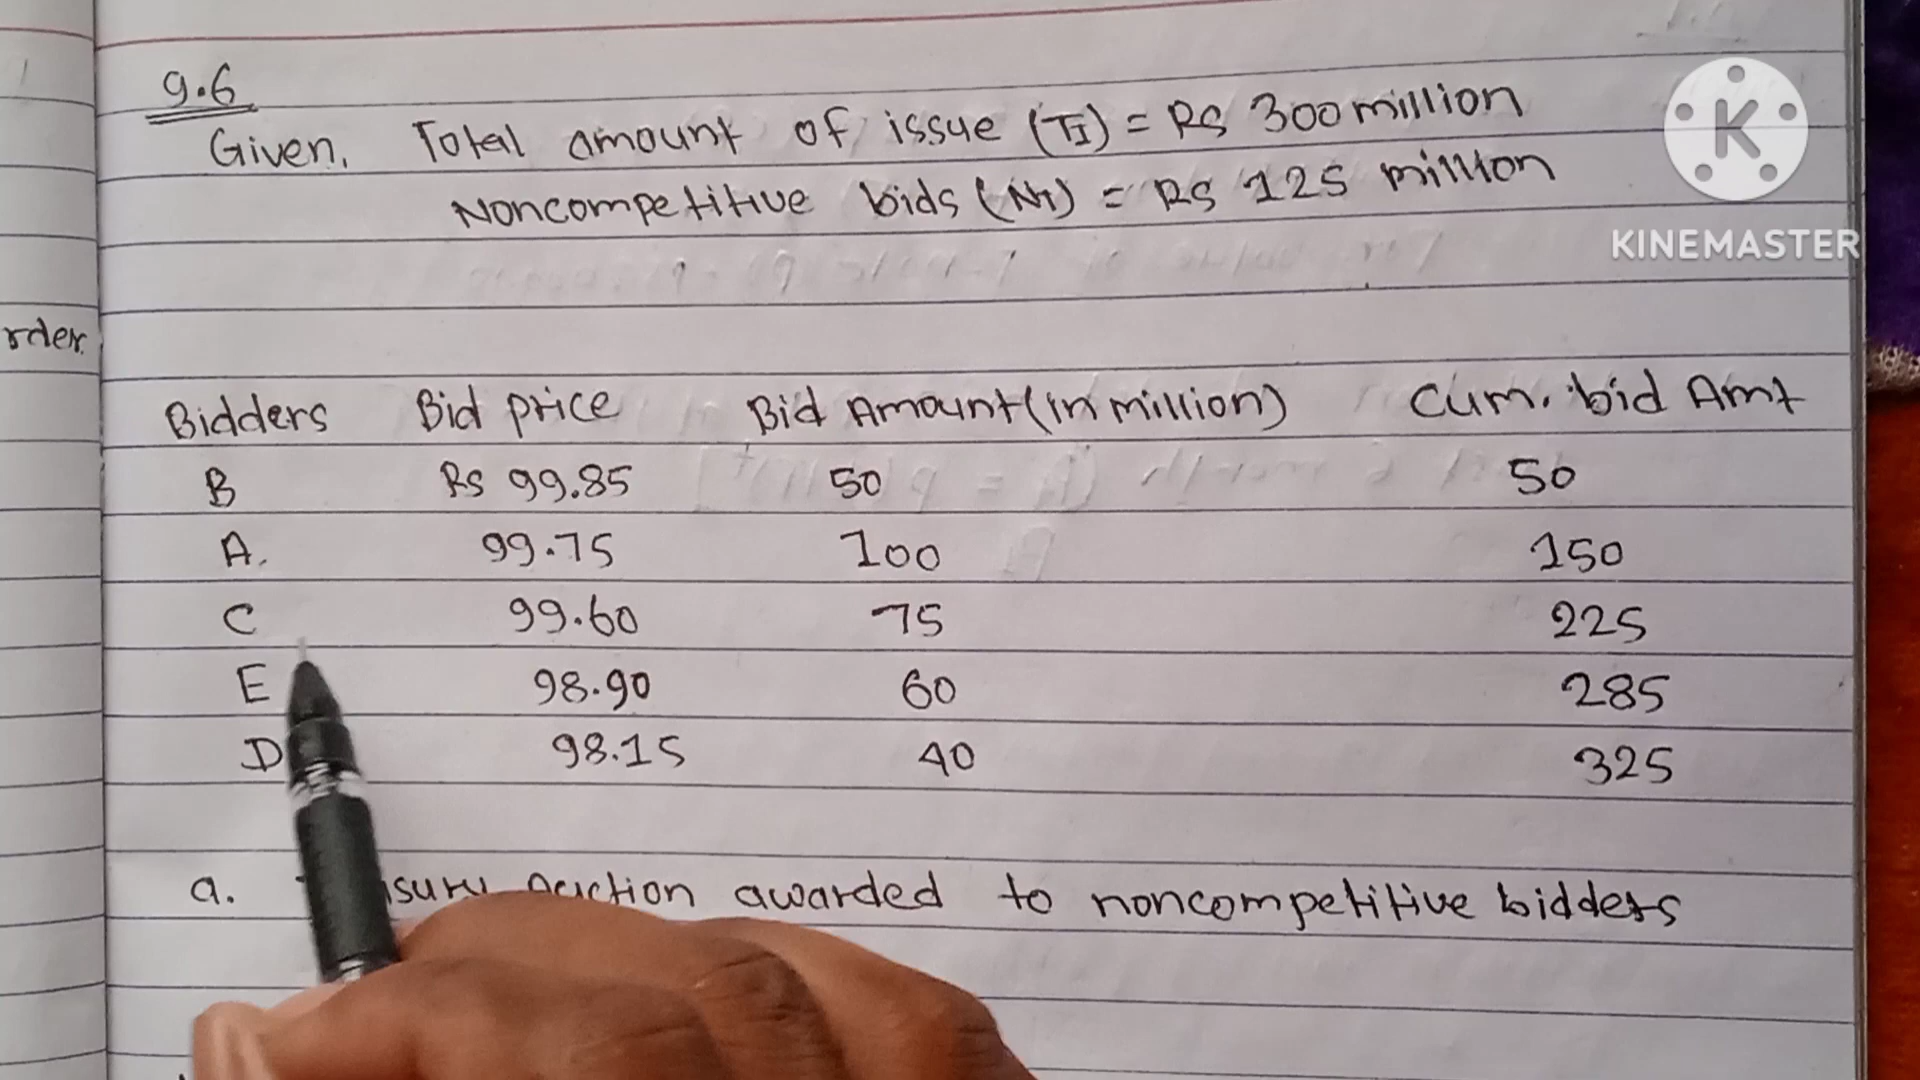 9.6
Given, Total amount of issue (TI) = Rs 300 million
Noncompetitive bids (NI) = Rs 125 million
K
KINEMASTER
rder.
Bidders Bid price Bid Amount (in million) Cum. bid Amt
B Rs 99.85 50 50
A. 99.75 100 150
C 99.60 75 225
E 98.90 60 285
D 98.15 40 325
a. awarded to noncompetitive bidders